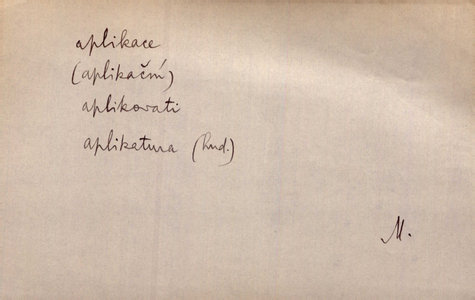 aplikace
(aplikační)
aplikovati
aplikatura (hud.)
M.